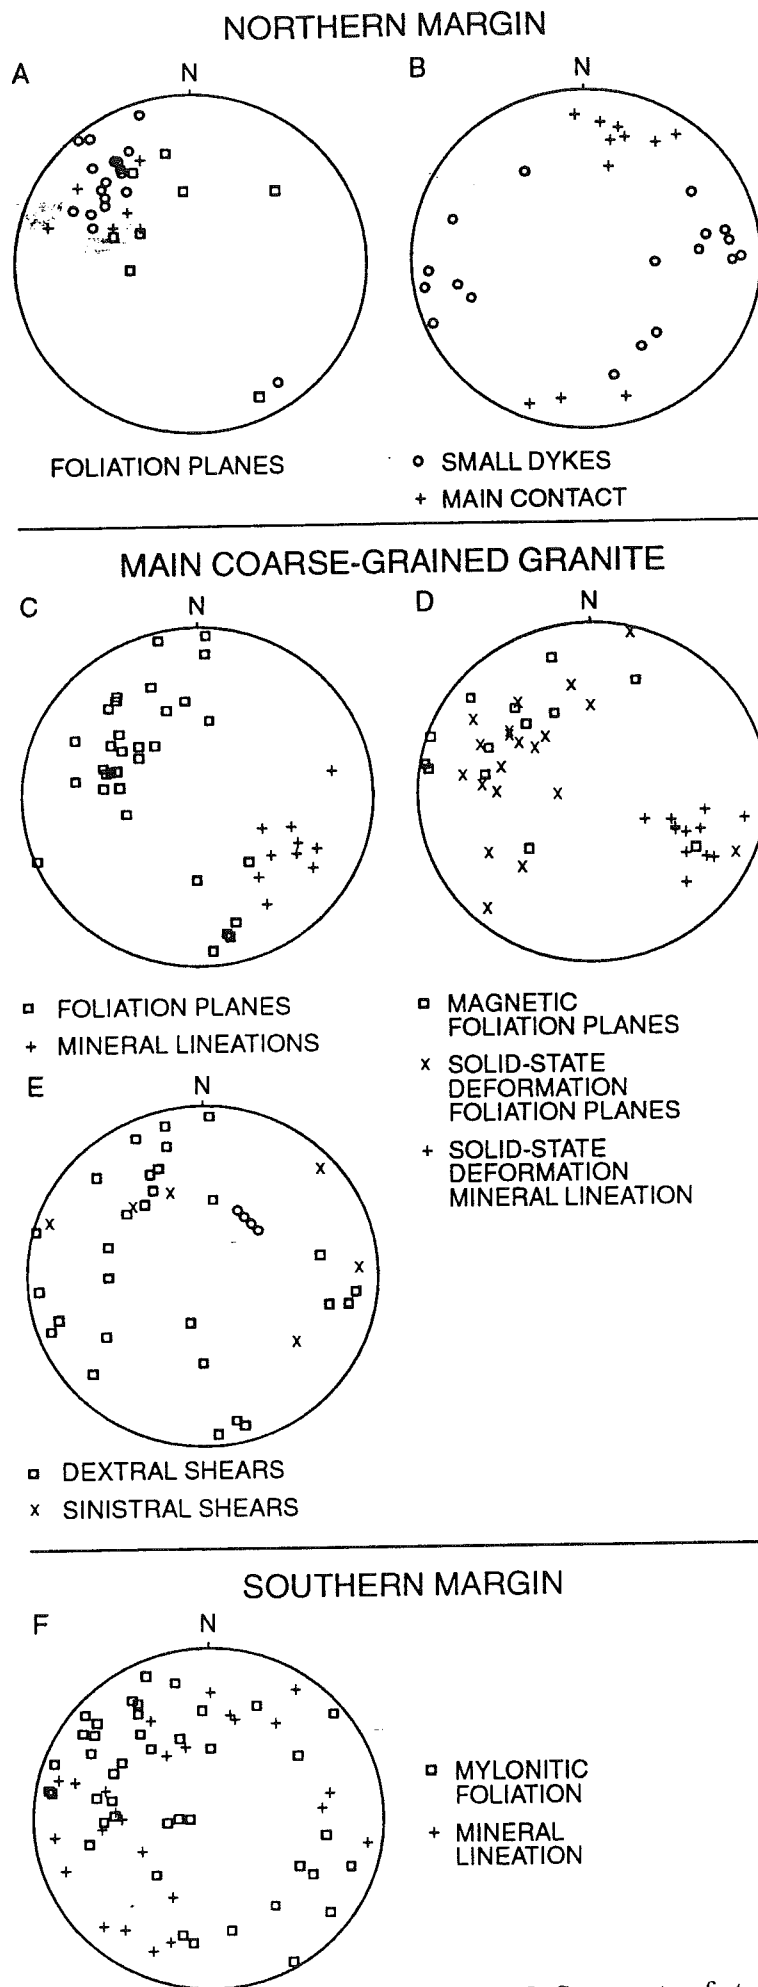 NORTHERN MARGIN
A
N
B
N
FOLIATION PLANES
SMALL DYKES
+ MAIN CONTACT
MAIN COARSE-GRAINED GRANITE
C
N
D
N
FOLIATION PLANES
+ MINERAL LINEATIONS
MAGNETIC
FOLIATION PLANES
x SOLID-STATE
DEFORMATION
FOLIATION PLANES
+ SOLID-STATE
DEFORMATION
MINERAL LINEATION
E
N
DEXTRAL SHEARS
x SINISTRAL SHEARS
SOUTHERN MARGIN
F
N
MYLONITIC
FOLIATION
+ MINERAL
LINEATION